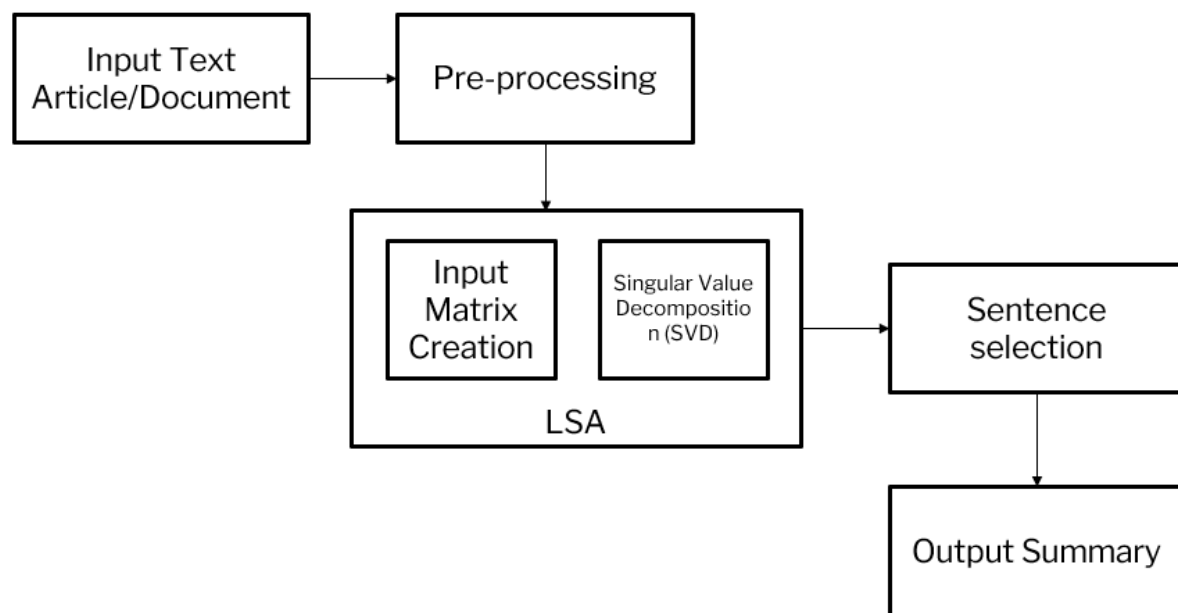 Input Text
Article/Document
Pre-processing
Input
Matrix
Creation
Singular Value
Decompositio
n (SVD)
LSA
Sentence
selection
Output Summary